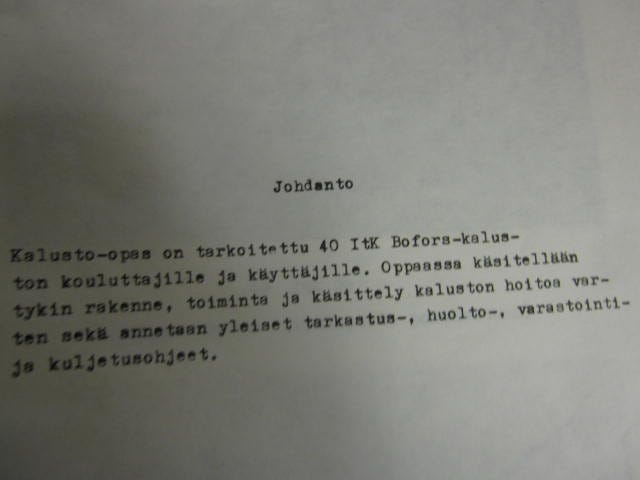 Johdanto
Kalusto-opas on tarkoitettu 40 ItK Bofors-kalus-
ton kouluttajille ja käyttäjille. Oppaassa käsitellään
tykin rakenne, toiminta ja käsittely kaluston hoitoa var-
ten sekä annetaan yleiset tarkastus-, huolto-, varastointi-
ja kuljetusohjeet.